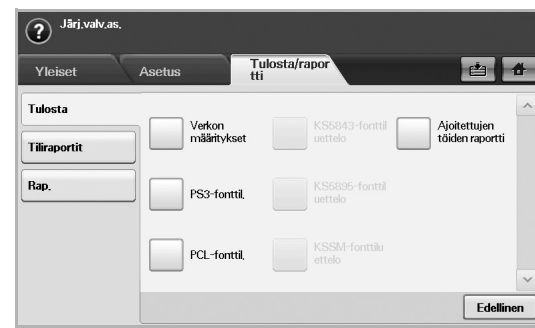 Järj.valv.as.
Yleiset
Asetus
Tulosta/rapor
tti
Tulosta
Tiliraportit
Rap.
Verkon
määritykset
KS5843-fonttil
uettelo
Ajoitettujen
töiden raportti
PS3-fonttil.
KS5895-fonttil
uettelo
PCL-fonttil.
KSSM-fonttilu
ettelo
Edellinen